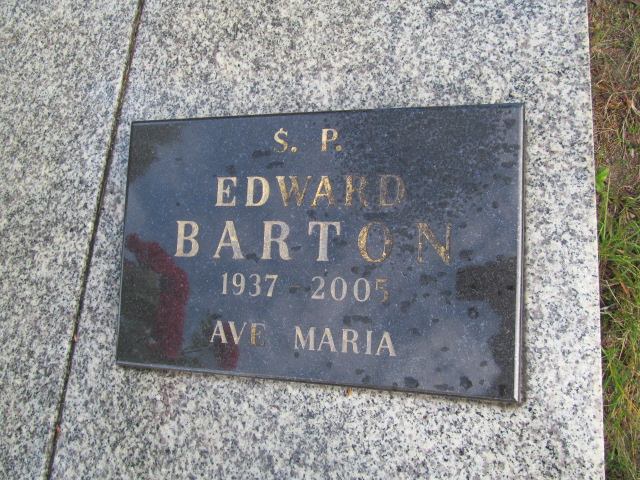 Ś. P.
EDWARD
BARTON
1937 - 2005
AVE MARIA